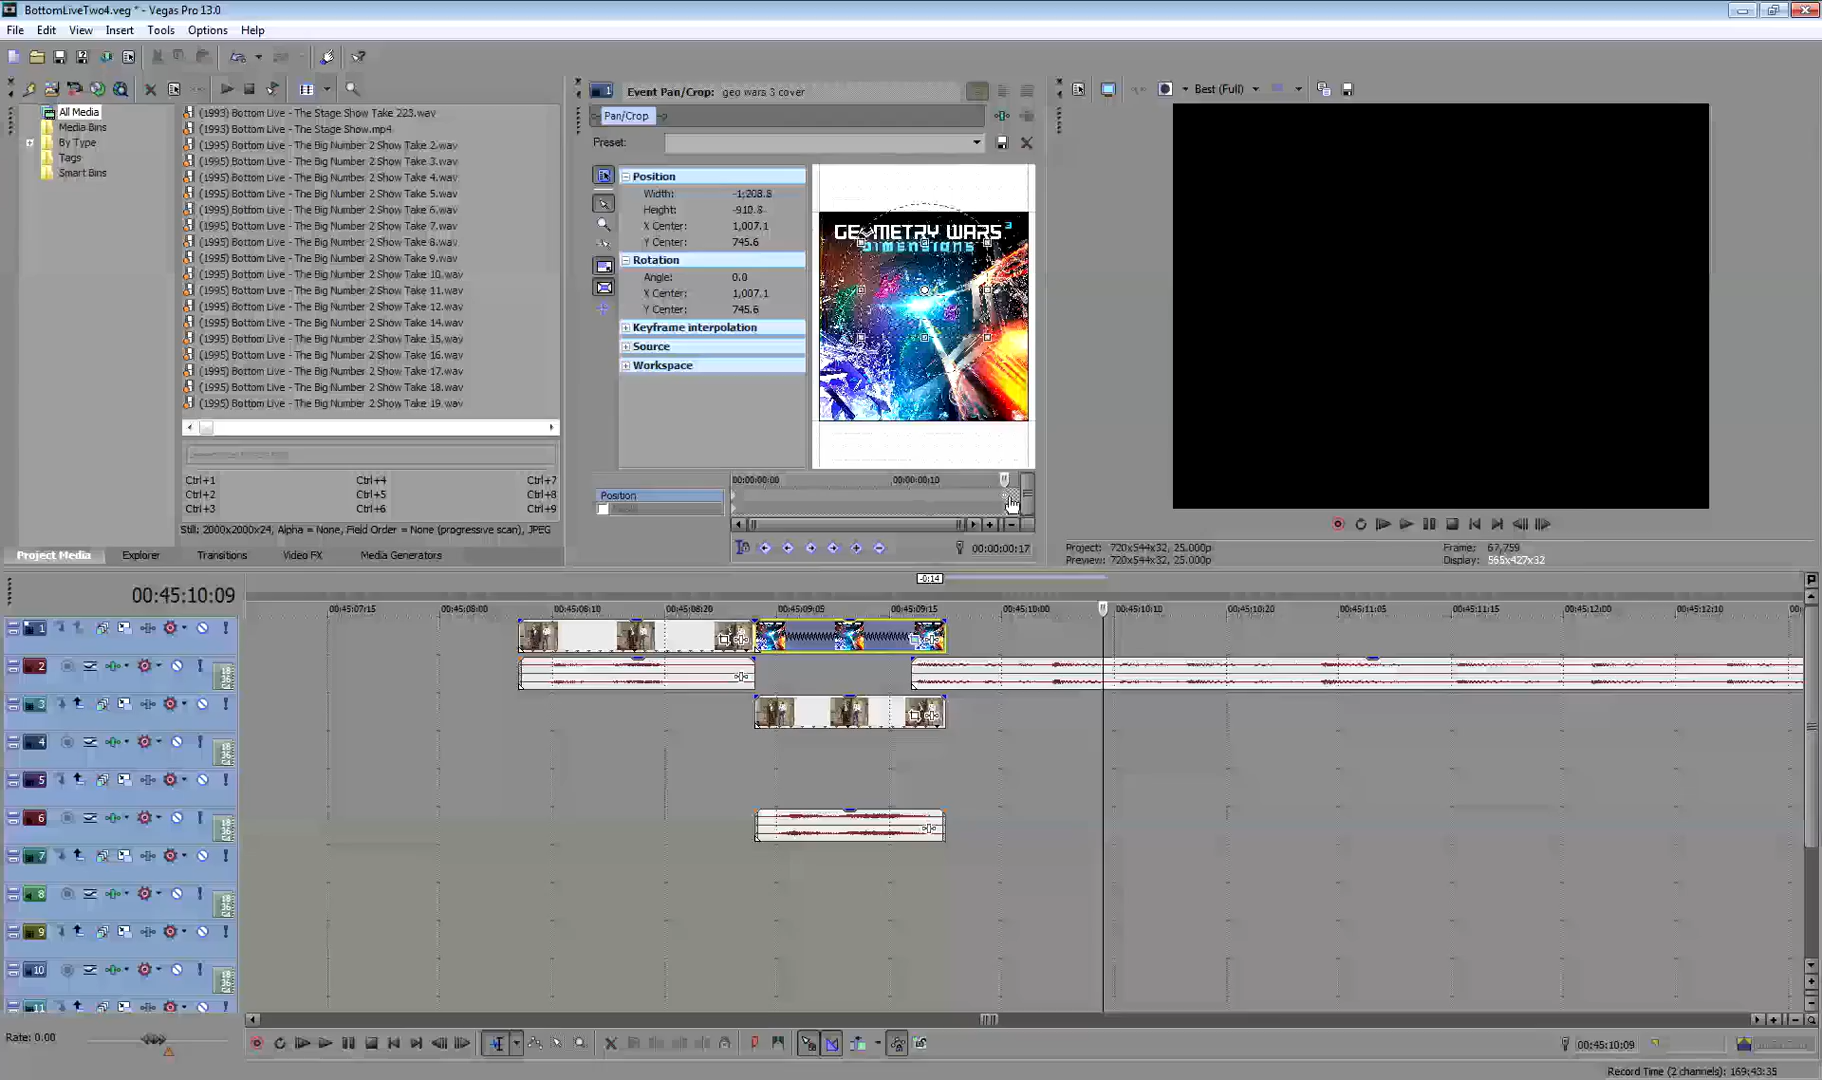 BottomLiveTwo4.veg * - Vegas Pro 13.0
File Edit View Insert Tools Options Help
All Media
Media Bins
By Type
Tags
Smart Bins
(1993) Bottom Live - The Stage Show Take 223.wav
(1993) Bottom Live - The Stage Show.mp4
(1995) Bottom Live - The Big Number 2 Show Take 2.wav
(1995) Bottom Live - The Big Number 2 Show Take 3.wav
(1995) Bottom Live - The Big Number 2 Show Take 4.wav
(1995) Bottom Live - The Big Number 2 Show Take 5.wav
(1995) Bottom Live - The Big Number 2 Show Take 6.wav
(1995) Bottom Live - The Big Number 2 Show Take 7.wav
(1995) Bottom Live - The Big Number 2 Show Take 8.wav
(1995) Bottom Live - The Big Number 2 Show Take 9.wav
(1995) Bottom Live - The Big Number 2 Show Take 10.wav
(1995) Bottom Live - The Big Number 2 Show Take 11.wav
(1995) Bottom Live - The Big Number 2 Show Take 12.wav
(1995) Bottom Live - The Big Number 2 Show Take 14.wav
(1995) Bottom Live - The Big Number 2 Show Take 15.wav
(1995) Bottom Live - The Big Number 2 Show Take 16.wav
(1995) Bottom Live - The Big Number 2 Show Take 17.wav
(1995) Bottom Live - The Big Number 2 Show Take 18.wav
(1995) Bottom Live - The Big Number 2 Show Take 19.wav
Ctrl+1 Ctrl+4 Ctrl+7
Ctrl+2 Ctrl+5 Ctrl+8
Ctrl+3 Ctrl+6 Ctrl+9
Still: 2000x2000x24, Alpha = None, Field Order = None (progressive scan), JPEG
Project Media Explorer Transitions Video FX Media Generators
Event Pan/Crop: geo wars 3 cover
Pan/Crop
Preset:
Position
Width: -1,208.8
Height: -910.8
X Center: 1,007.1
Y Center: 745.6
Rotation
Angle: 0.0
X Center: 1,007.1
Y Center: 745.6
Keyframe interpolation
Source
Workspace
GEOMETRY WARS 3
DIMENSIONS
00:00:00:00 00:00:00:10
Position
00:00:00:17
Best (Full)
Project: 720x544x32, 25.000p
Preview: 720x544x32, 25.000p
Frame: 67,759
Display: 565x427x32
00:45:10:09
-0:14
00:45:07:15 00:45:08:00 00:45:08:10 00:45:08:20 00:45:09:05 00:45:09:15 00:45:10:00 00:45:10:10 00:45:10:20 00:45:11:05 00:45:11:15 00:45:12:00 00:45:12:10
1
2
3
4
5
6
7
8
9
10
11
Rate: 0.00
00:45:10:09
Record Time (2 channels): 169:43:35